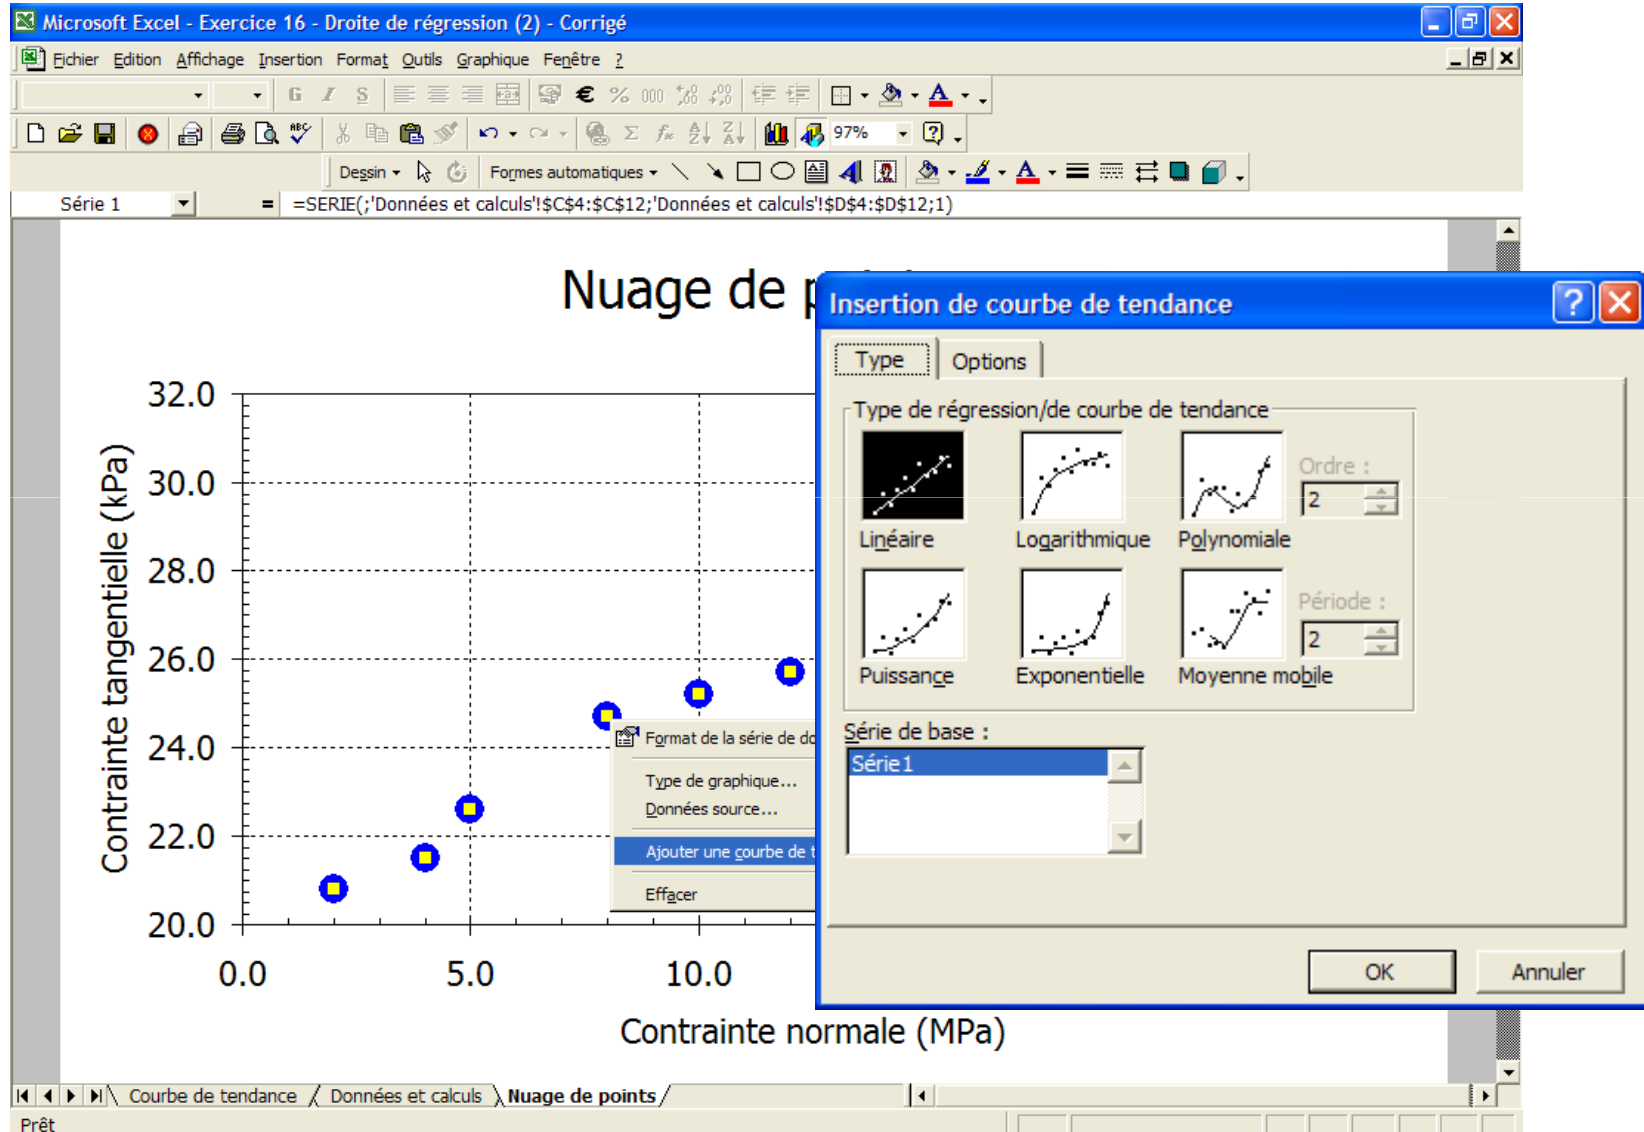 Microsoft Excel - Exercice 16 - Droite de régression (2) - Corrigé
Fichier Edition Affichage Insertion Format Outils Graphique Fenêtre ?
G I S € % 000
97%
Dessin Formes automatiques
Série 1 = =SERIE(;'Données et calculs'!$C$4:$C$12;'Données et calculs'!$D$4:$D$12;1)
Nuage de
Insertion de courbe de tendance
Type Options
Type de régression/de courbe de tendance
Linéaire Logarithmique Polynomiale
Ordre :
2
Puissance Exponentielle Moyenne mobile
Période :
2
Série de base :
Série1
OK Annuler
Contrainte tangentielle (kPa)
32.0
30.0
28.0
26.0
24.0
22.0
20.0
0.0 5.0 10.0
Contrainte normale (MPa)
Format de la série de do
Type de graphique...
Données source...
Ajouter une courbe de t
Effacer
Courbe de tendance Données et calculs Nuage de points
Prêt